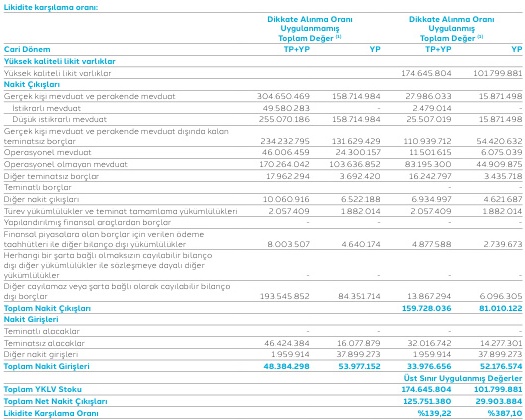 Likidite karşılama oranı:
Dikkate Alınma Oranı Dikkate Alınma Oranı
Uygulanmamış Uygulanmış
Toplam Değer (1) Toplam Değer (1)
Cari Dönem TP+YP YP TP+YP YP
Yüksek kaliteli likit varlıklar
Yüksek kaliteli likit varlıklar 174.645.804 101.799.881
Nakit Çıkışları
Gerçek kişi mevduat ve perakende mevduat 304.650.469 158.714.984 27.986.033 15.871.498
İstikrarlı mevduat 49.580.283 - 2.479.014 -
Düşük istikrarlı mevduat 255.070.186 158.714.984 25.507.019 15.871.498
Gerçek kişi mevduat ve perakende mevduat dışında kalan
teminatsız borçlar 234.232.795 131.629.429 110.939.712 54.420.632
Operasyonel mevduat 46.006.459 24.300.157 11.501.615 6.075.039
Operasyonel olmayan mevduat 170.264.042 103.636.852 83.195.300 44.909.875
Diğer teminatsız borçlar 17.962.294 3.692.420 16.242.797 3.435.718
Teminatlı borçlar - -
Diğer nakit çıkışları 10.060.916 6.522.188 6.934.997 4.621.687
Türev yükümlülükler ve teminat tamamlama yükümlülükleri 2.057.409 1.882.014 2.057.409 1.882.014
Yapılandırılmış finansal araçlardan borçlar - - - -
Finansal piyasalara olan borçlar için verilen ödeme
taahhütleri ile diğer bilanço dışı yükümlülükler 8.003.507 4.640.174 4.877.588 2.739.673
Herhangi bir şarta bağlı olmaksızın cayılabilir bilanço
dışı diğer yükümlülükler ile sözleşmeye dayalı diğer
yükümlülükler - - - -
Diğer cayılamaz veya şarta bağlı olarak cayılabilir bilanço
dışı borçlar 193.545.852 84.351.714 13.867.294 6.096.305
Toplam Nakit Çıkışları 159.728.036 81.010.122
Nakit Girişleri
Teminatlı alacaklar - - - -
Teminatsız alacaklar 46.424.384 16.077.879 32.016.742 14.277.301
Diğer nakit girişleri 1.959.914 37.899.273 1.959.914 37.899.273
Toplam Nakit Girişleri 48.384.298 53.977.152 33.976.656 52.176.574
Üst Sınır Uygulanmış Değerler
Toplam YKLV Stoku 174.645.804 101.799.881
Toplam Net Nakit Çıkışları 125.751.380 29.903.884
Likidite Karşılama Oranı %139,22 %387,10